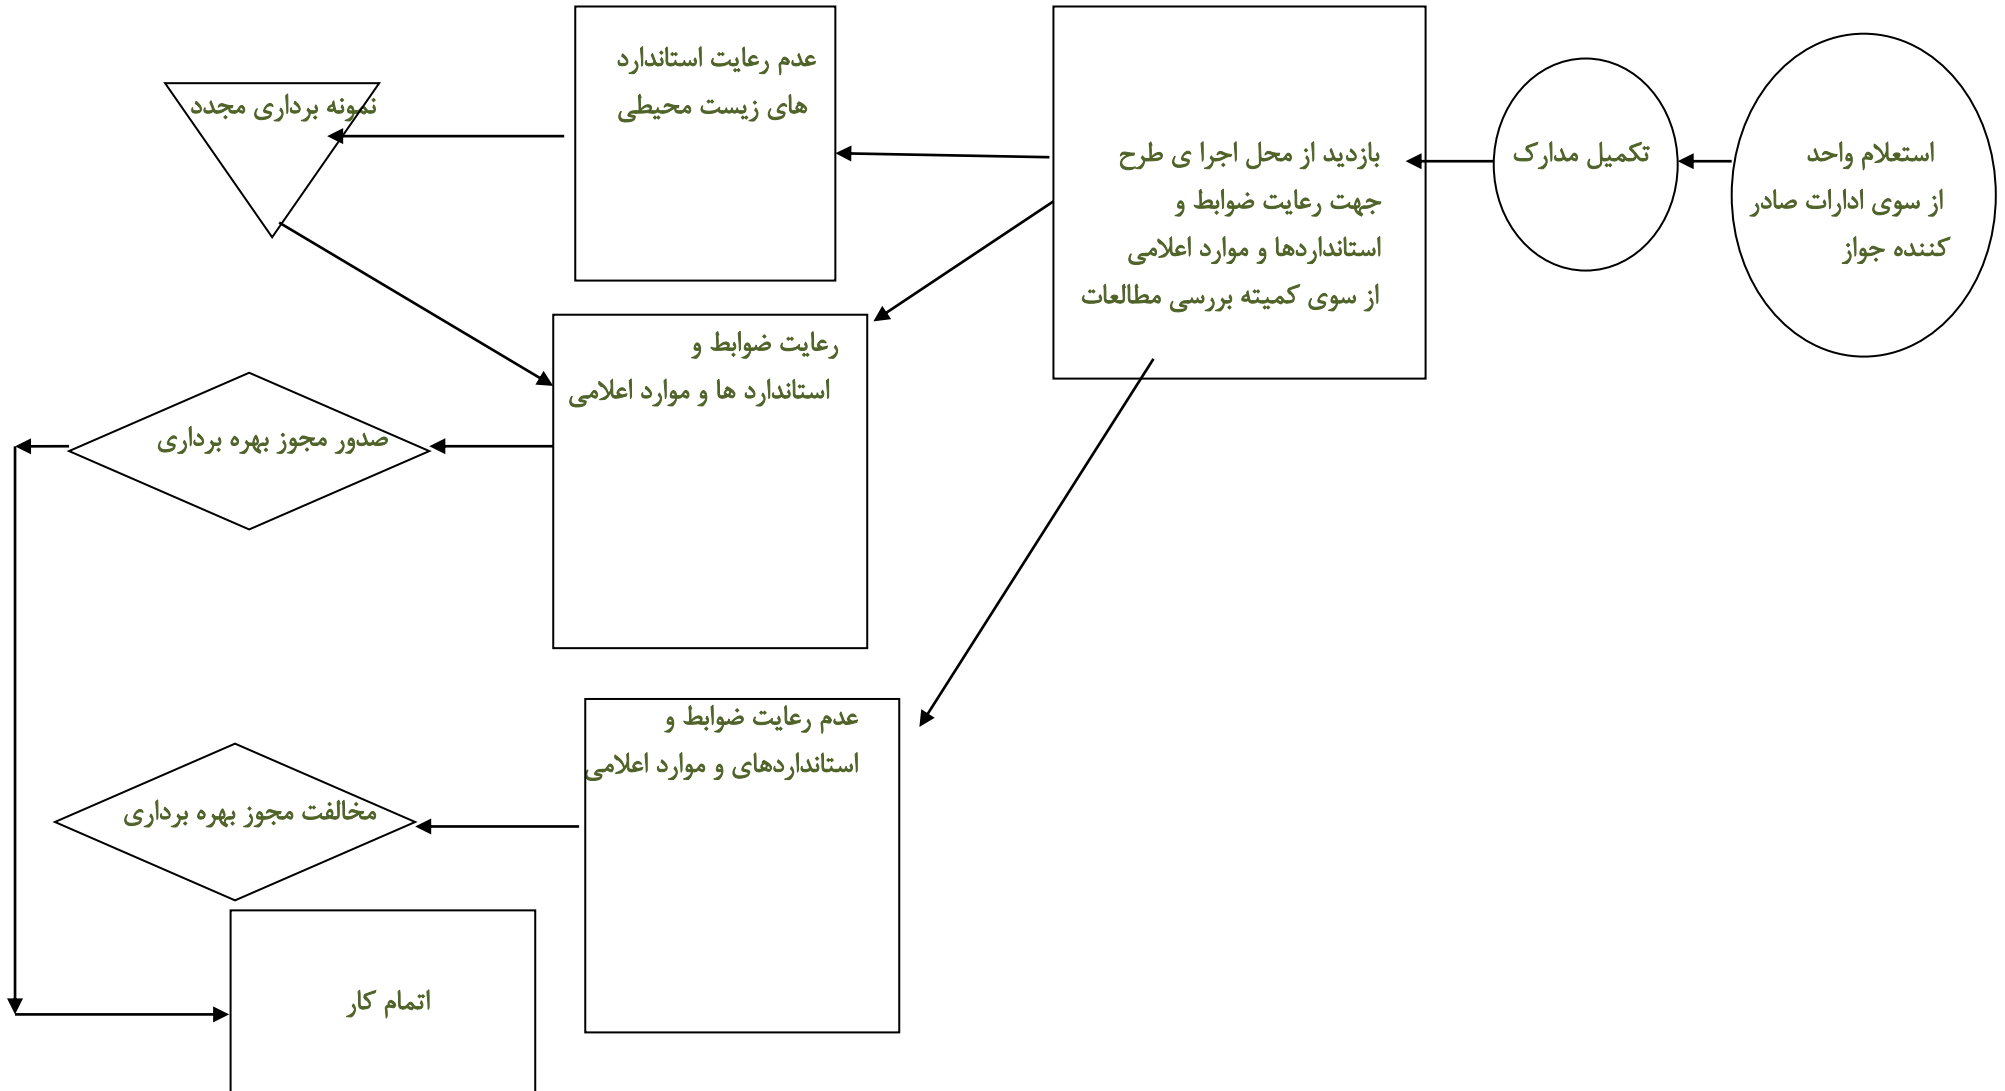 استعلام واحد
از سوی ادارات صادر
کننده جواز
تکمیل مدارک
بازدید از محل اجرا ی طرح
جهت رعایت ضوابط و
استانداردها و موارد اعلامی
از سوی کمیته بررسی مطالعات
عدم رعایت استاندارد
های زیست محیطی
نمونه برداری مجدد
رعایت ضوابط و
استاندارد ها و موارد اعلامی
صدور مجوز بهره برداری
عدم رعایت ضوابط و
استانداردهای و موارد اعلامی
مخالفت مجوز بهره برداری
اتمام کار